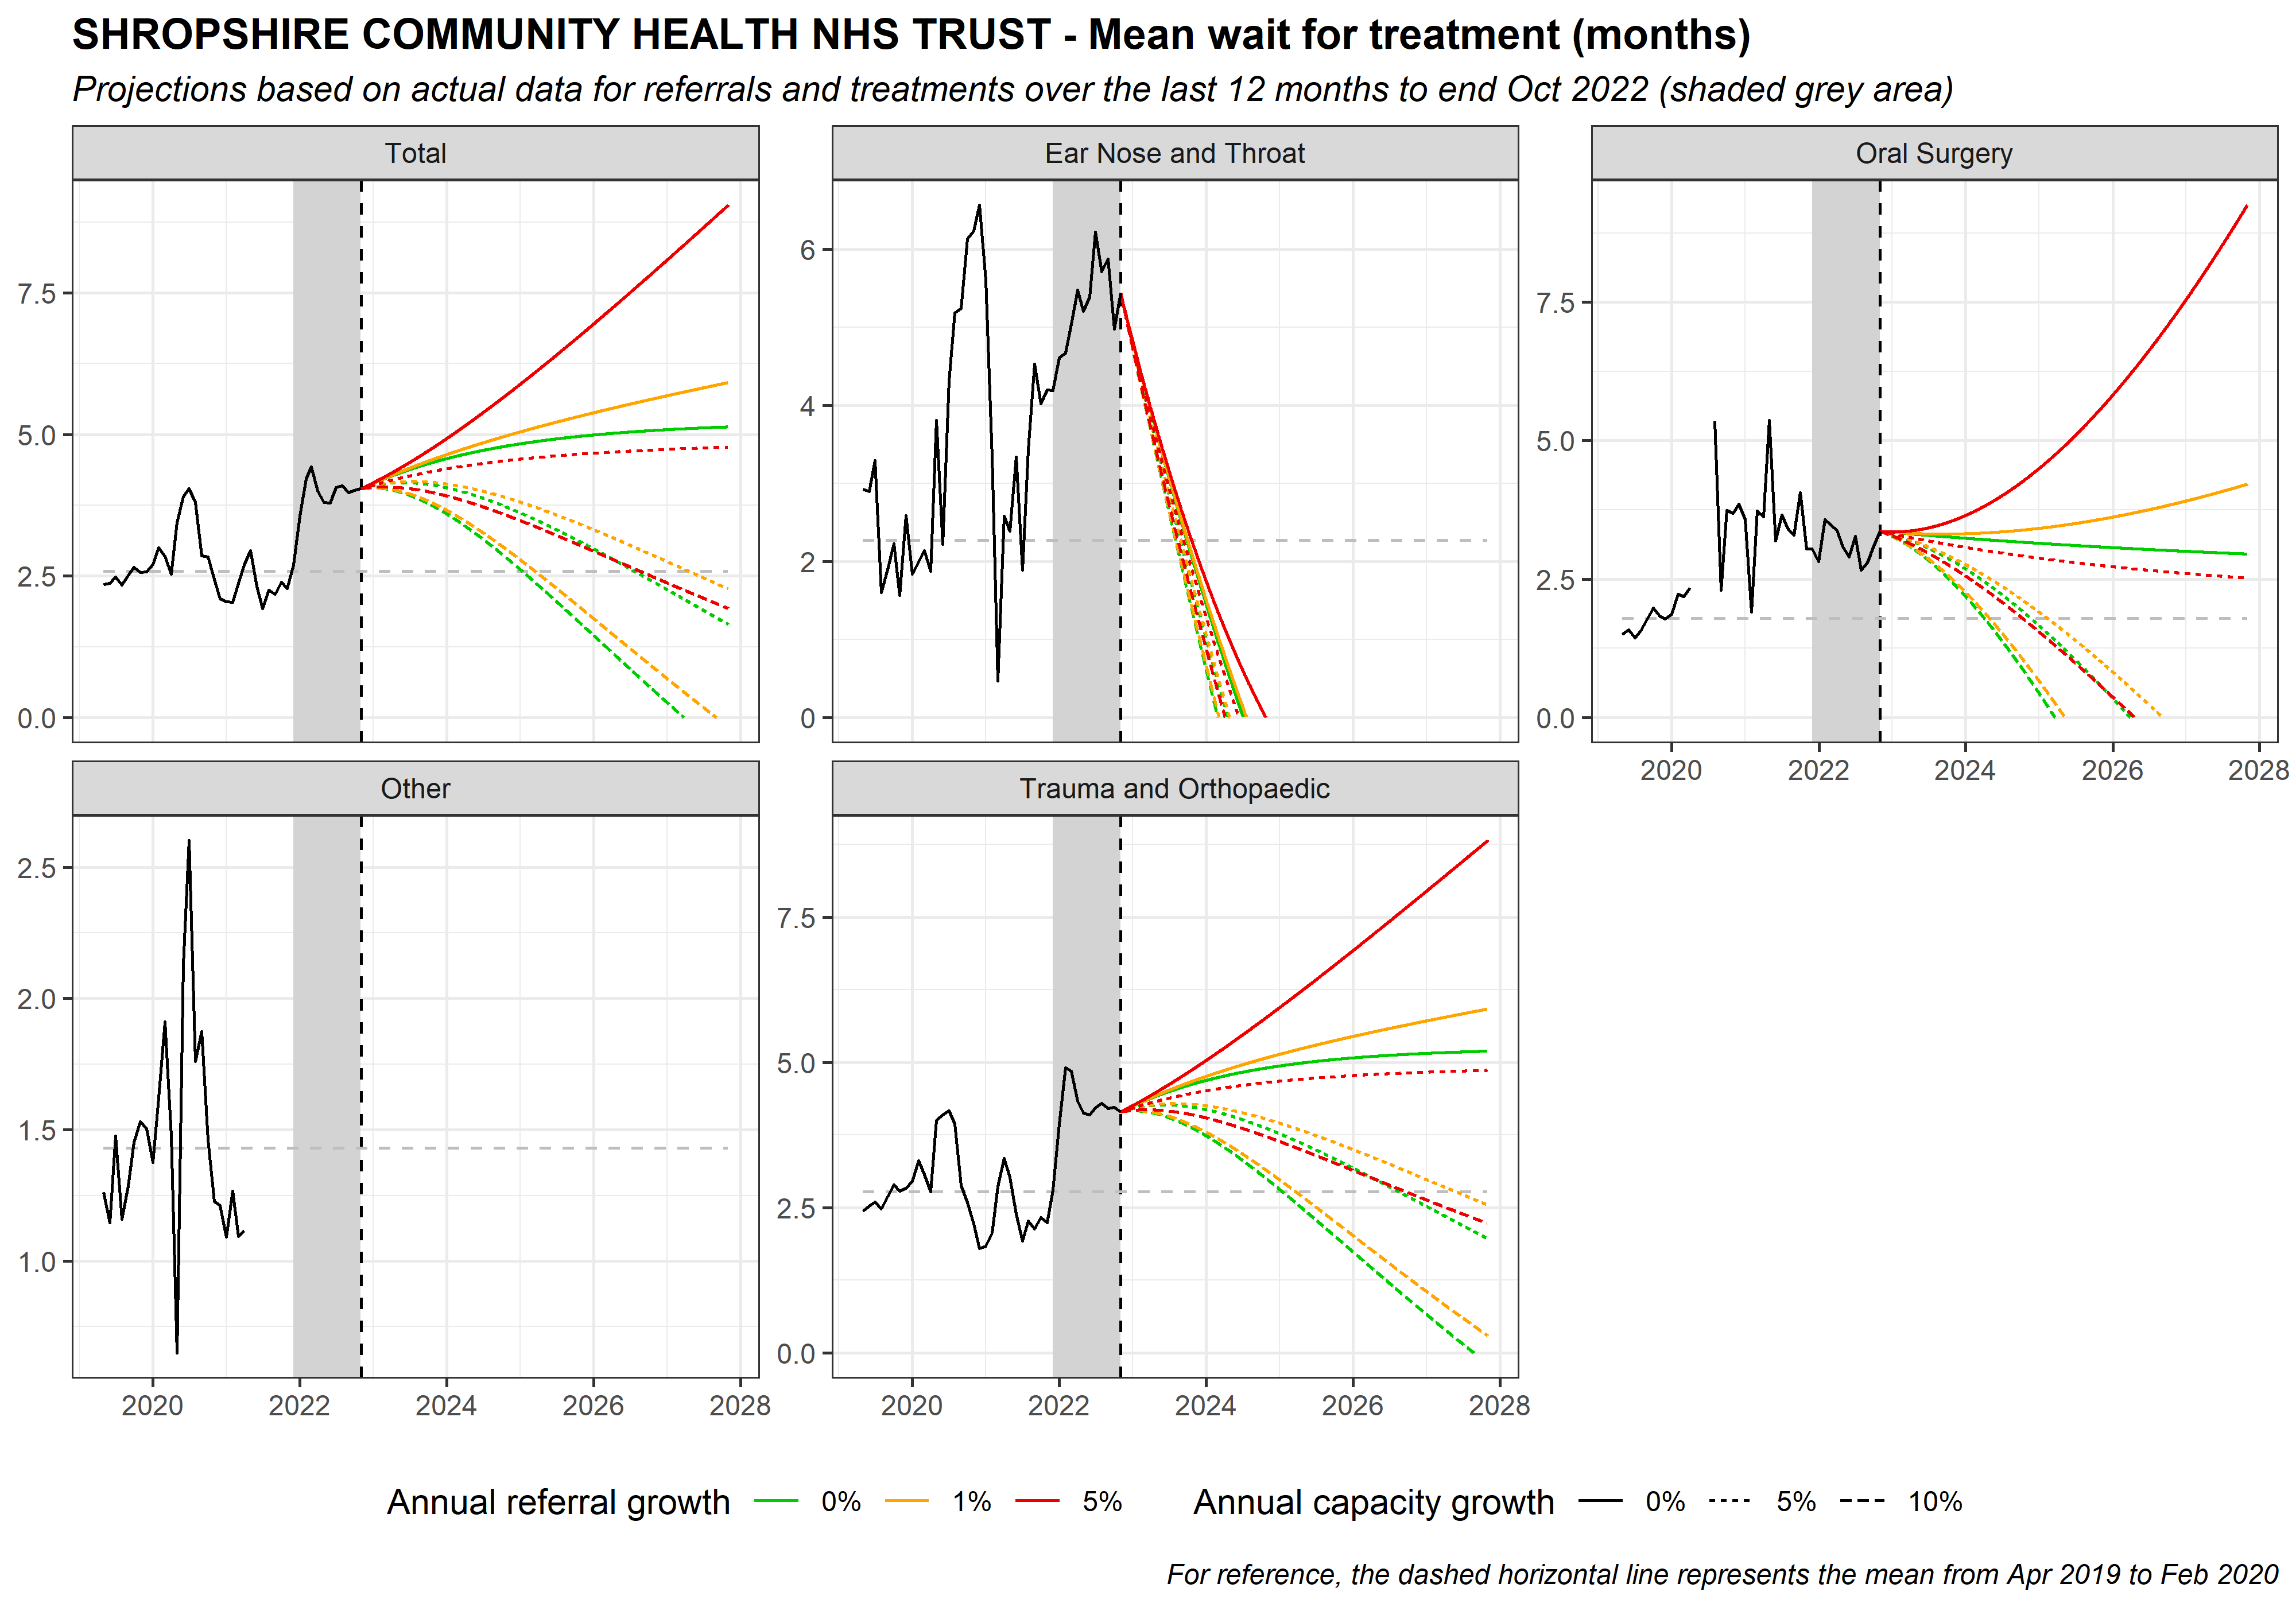 SHROPSHIRE COMMUNITY HEALTH NHS TRUST - Mean wait for treatment (months)
Projections based on actual data for referrals and treatments over the last 12 months to end Oct 2022 (shaded grey area)
Total
Ear Nose and Throat
Oral Surgery
7.5
5.0
2.5
0.0
6
4
2
0
7.5
5.0
2.5
0.0
2020 2022 2024 2026 2028
Other
Trauma and Orthopaedic
2.5
2.0
1.5
1.0
7.5
5.0
2.5
0.0
2020 2022 2024 2026 2028
2020 2022 2024 2026 2028
Annual referral growth 0% 1% 5% Annual capacity growth 0% 5% 10%
For reference, the dashed horizontal line represents the mean from Apr 2019 to Feb 2020